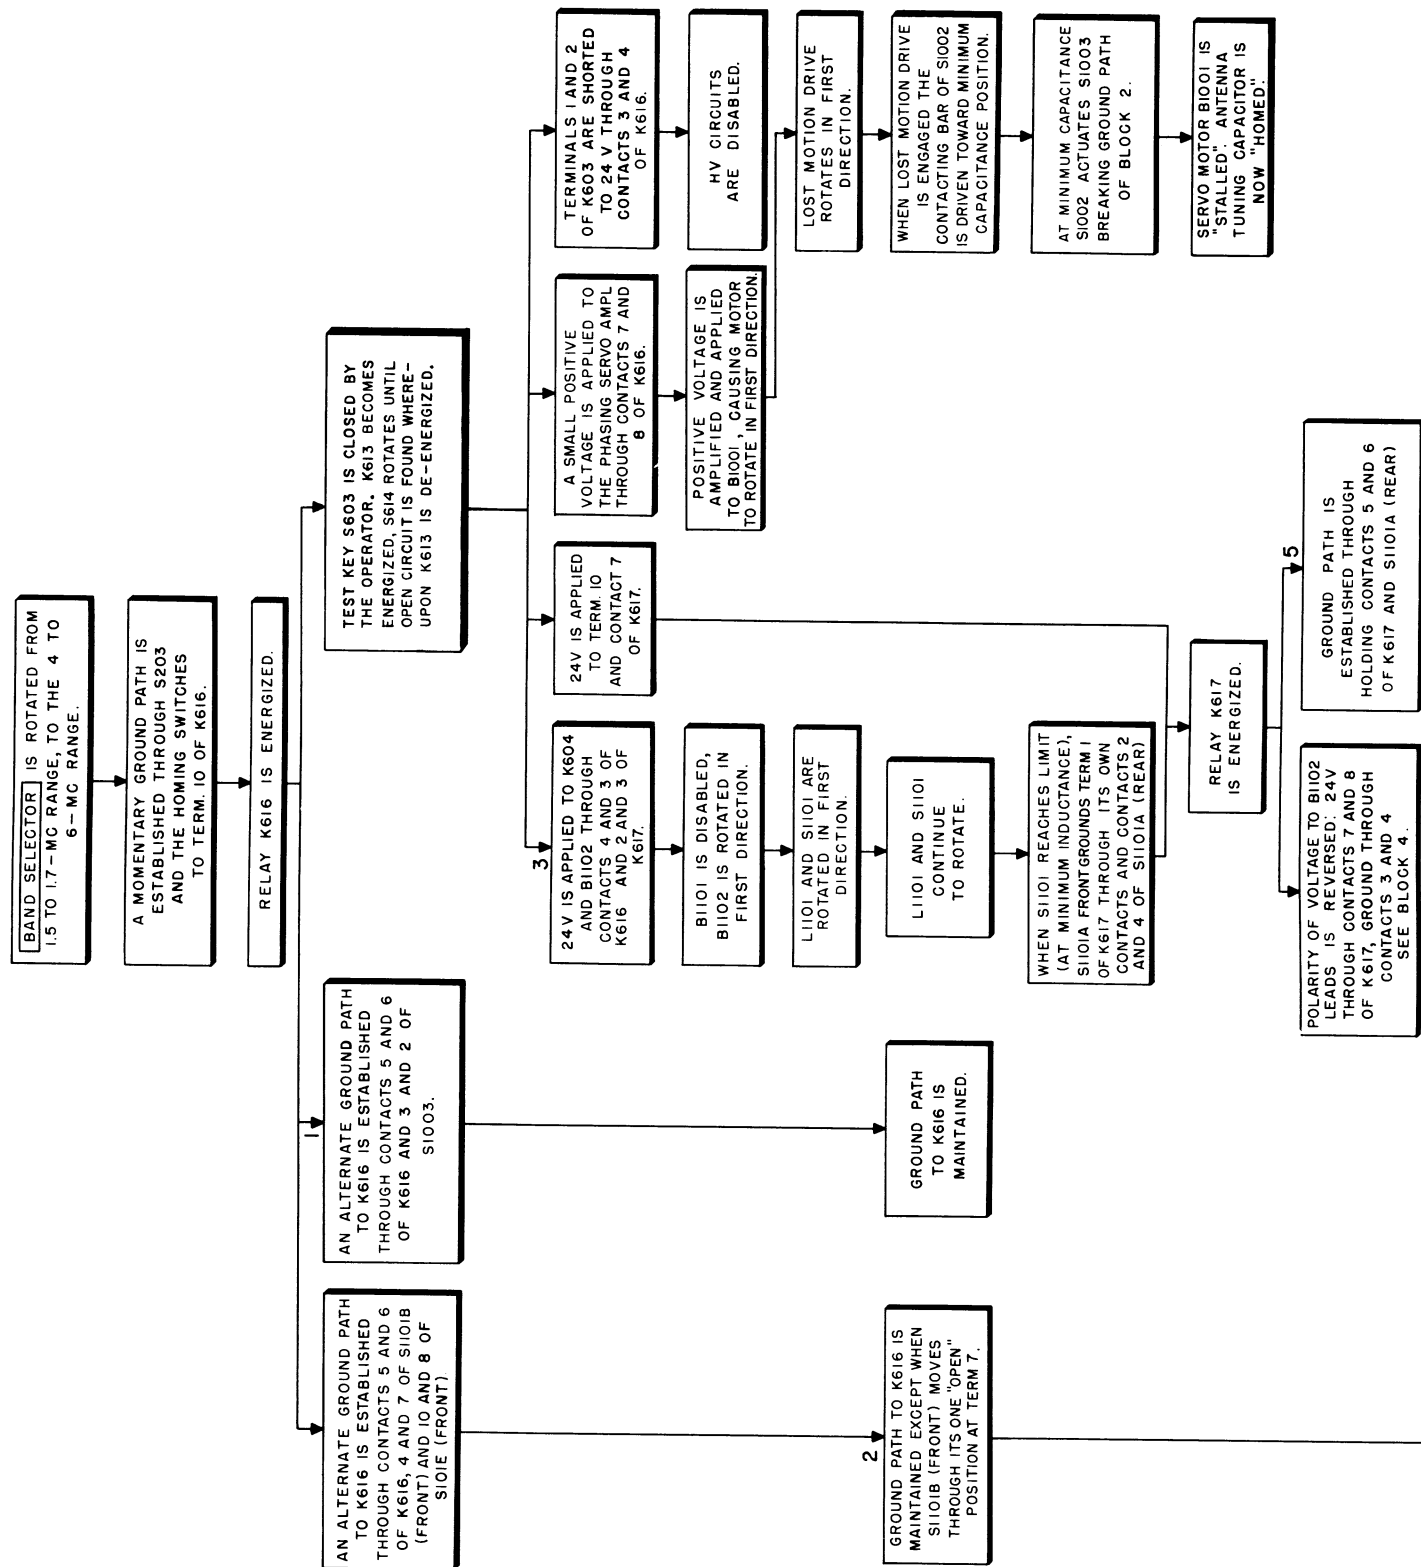 BAND SELECTOR IS ROTATED FROM
1.5 TO 1.7-MC RANGE, TO THE 4 TO
6-MC RANGE.
A MOMENTARY GROUND PATH IS
ESTABLISHED THROUGH S203
AND THE HOMING SWITCHES
TO TERM. 10 OF K616.
RELAY K616 IS ENERGIZED.
AN ALTERNATE GROUND PATH
TO K616 IS ESTABLISHED
THROUGH CONTACTS 5 AND 6
OF K616, 4 AND 7 OF S1101B
(FRONT) AND 10 AND 8 OF
S101E (FRONT)
1
AN ALTERNATE GROUND PATH
TO K616 IS ESTABLISHED
THROUGH CONTACTS 5 AND 6
OF K616 AND 3 AND 2 OF
S1003.
TEST KEY S603 IS CLOSED BY
THE OPERATOR. K613 BECOMES
ENERGIZED, S614 ROTATES UNTIL
OPEN CIRCUIT IS FOUND WHERE-
UPON K613 IS DE-ENERGIZED.
3
24V IS APPLIED TO K604
AND B1102 THROUGH
CONTACTS 4 AND 3 OF
K616 AND 2 AND 3 OF
K617.
24V IS APPLIED
TO TERM. 10
AND CONTACT 7
OF K617.
A SMALL POSITIVE
VOLTAGE IS APPLIED TO
THE PHASING SERVO AMPL
THROUGH CONTACTS 7 AND
8 OF K616.
TERMINALS 1 AND 2
OF K603 ARE SHORTED
TO 24 V THROUGH
CONTACTS 3 AND 4
OF K616.
B1101 IS DISABLED,
B1102 IS ROTATED IN
FIRST DIRECTION.
POSITIVE VOLTAGE IS
AMPLIFIED AND APPLIED
TO B1001, CAUSING MOTOR
TO ROTATE IN FIRST DIRECTION.
HV CIRCUITS
ARE DISABLED.
L1101 AND S1101 ARE
ROTATED IN FIRST
DIRECTION.
LOST MOTION DRIVE
ROTATES IN FIRST
DIRECTION.
2
GROUND PATH TO K616 IS
MAINTAINED EXCEPT WHEN
S1101B (FRONT) MOVES
THROUGH ITS ONE "OPEN"
POSITION AT TERM 7.
GROUND PATH
TO K616 IS
MAINTAINED.
L1101 AND S1101
CONTINUE
TO ROTATE.
WHEN LOST MOTION DRIVE
IS ENGAGED THE
CONTACTING BAR OF S1002
IS DRIVEN TOWARD MINIMUM
CAPACITANCE POSITION.
WHEN S1101 REACHES LIMIT
(AT MINIMUM INDUCTANCE),
S1101A FRONT GROUNDS TERM 1
OF K617 THROUGH ITS OWN
CONTACTS AND CONTACTS 2
AND 4 OF S1101A (REAR)
AT MINIMUM CAPACITANCE
S1002 ACTUATES S1003
BREAKING GROUND PATH
OF BLOCK 2.
RELAY K617
IS ENERGIZED.
SERVO MOTOR B1001 IS
"STALLED". ANTENNA
TUNING CAPACITOR IS
NOW "HOMED".
POLARITY OF VOLTAGE TO B1102
LEADS IS REVERSED: 24V
THROUGH CONTACTS 7 AND 8
OF K617, GROUND THROUGH
CONTACTS 3 AND 4
SEE BLOCK 4.
5
GROUND PATH IS
ESTABLISHED THROUGH
HOLDING CONTACTS 5 AND 6
OF K617 AND S1101A (REAR)